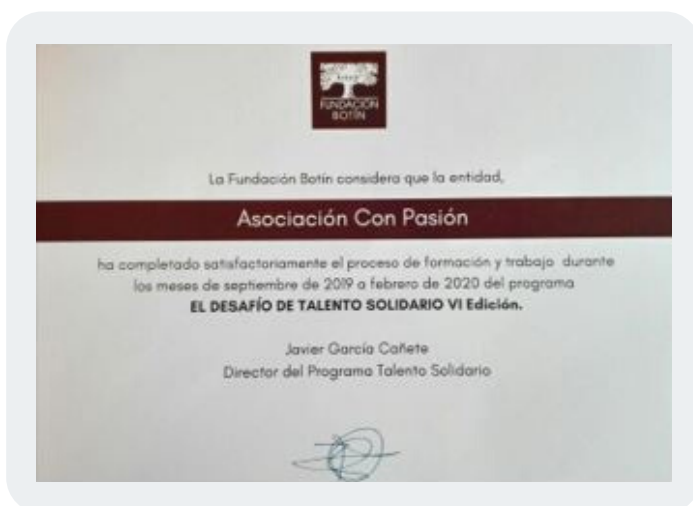 FUNDACIÓN
BOTÍN
La Fundación Botín considera que la entidad,
Asociación Con Pasión
ha completado satisfactoriamente el proceso de formación y trabajo durante
los meses de septiembre de 2019 a febrero de 2020 del programa
EL DESAFÍO DE TALENTO SOLIDARIO VI Edición.
Javier García Cañete
Director del Programa Talento Solidario